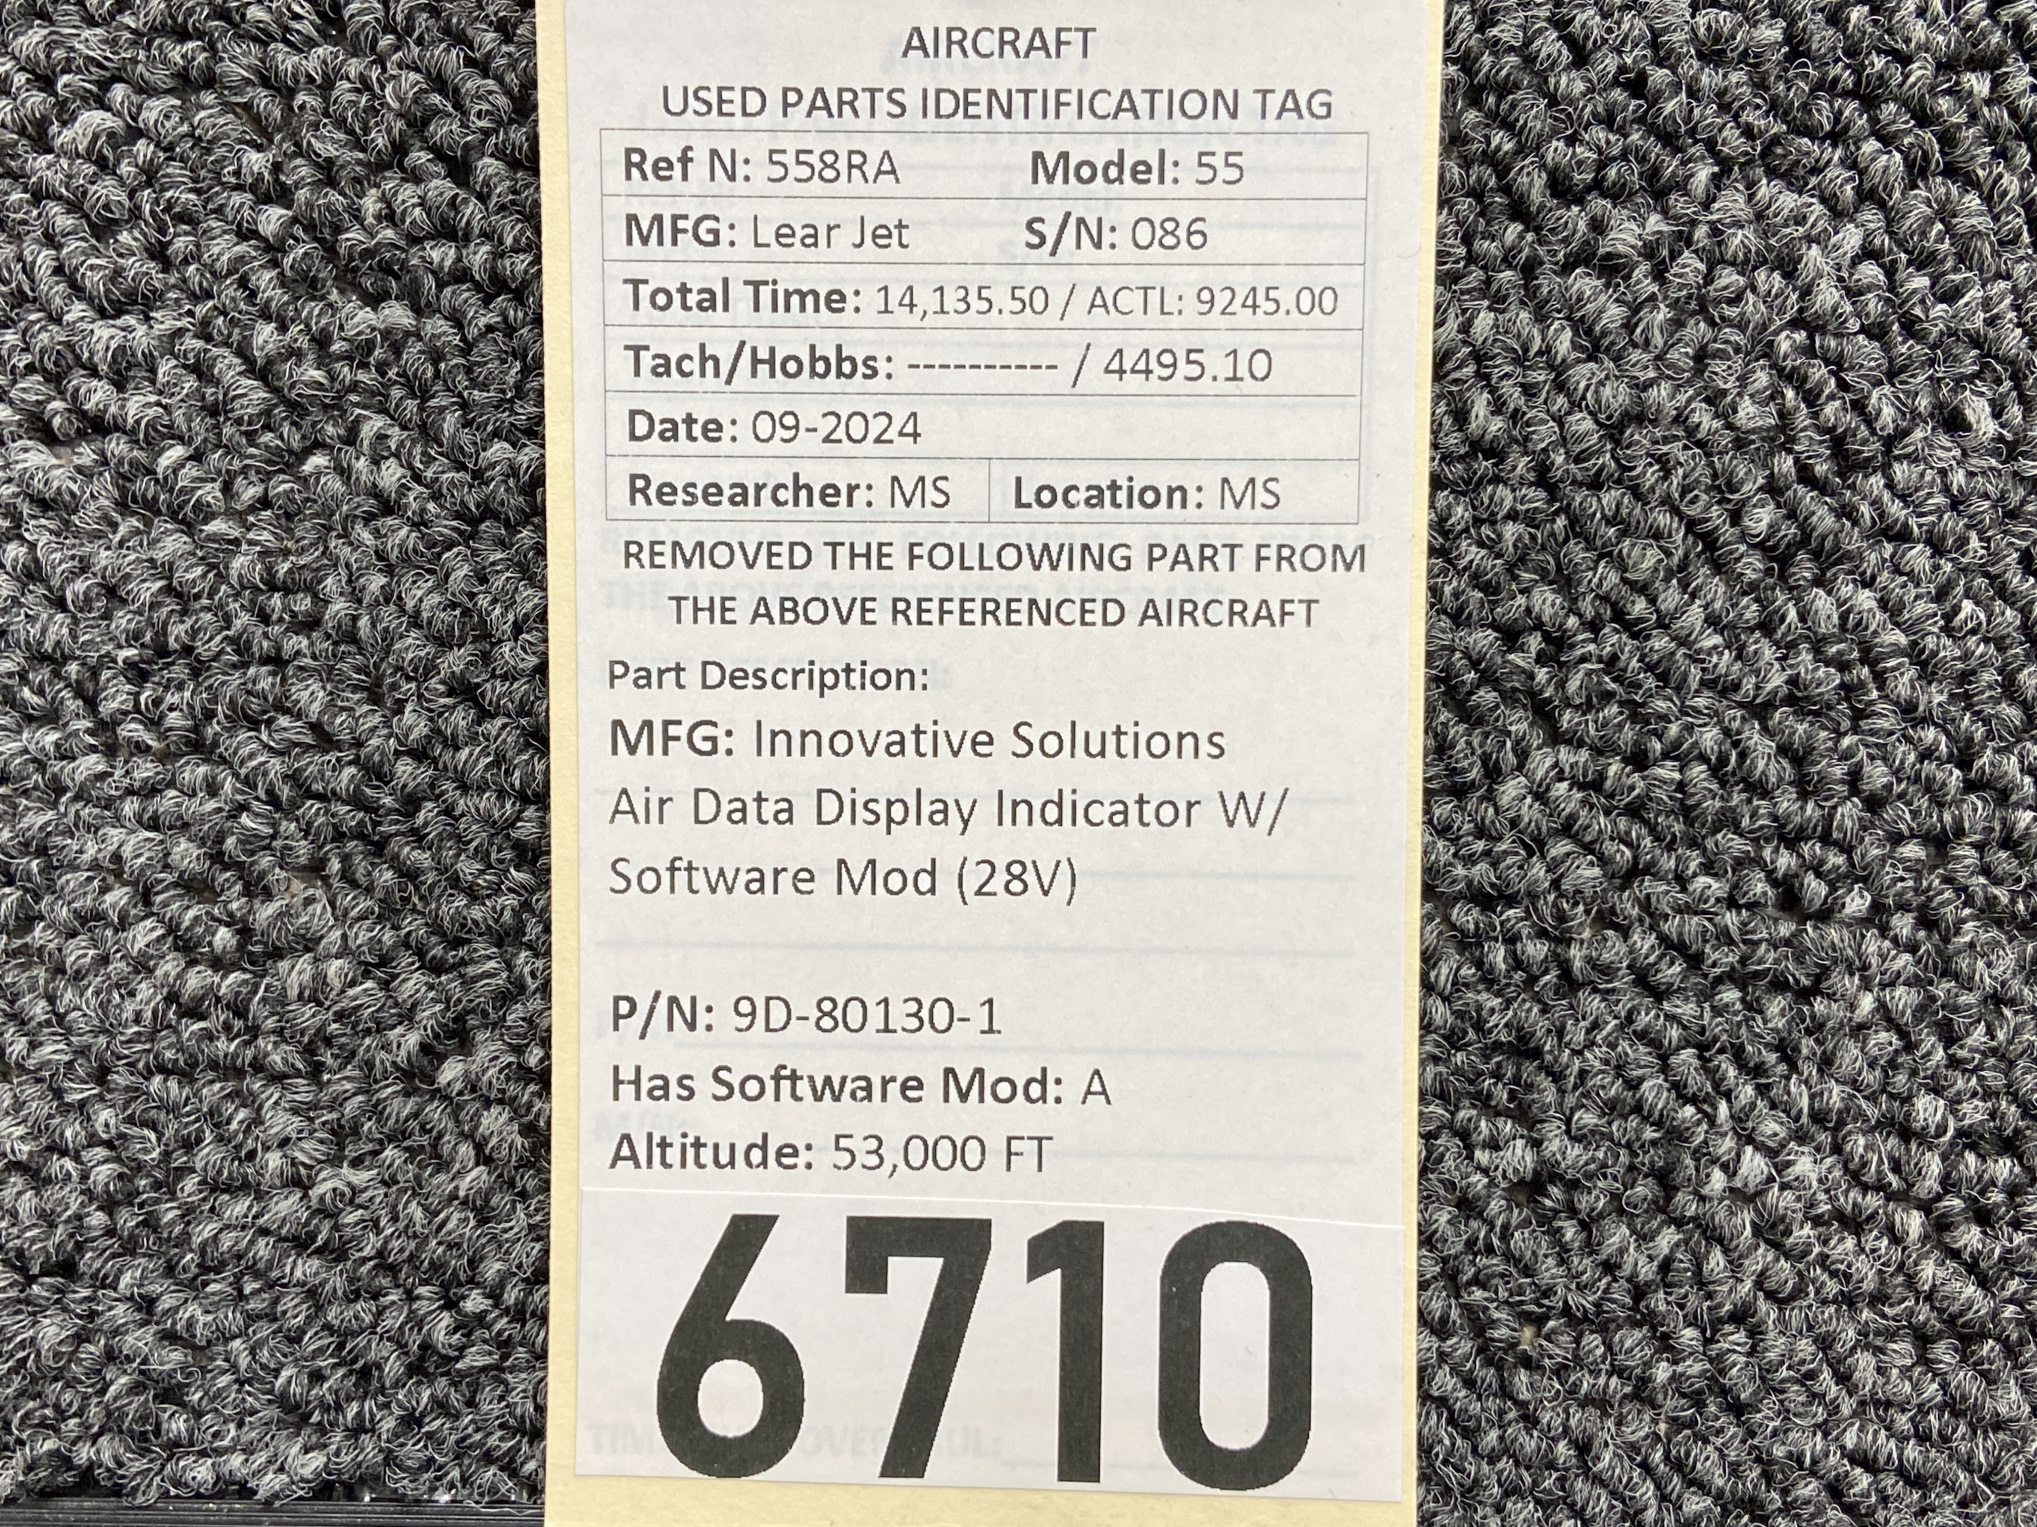 AIRCRAFT
USED PARTS IDENTIFICATION TAG
Ref N: 558RA Model: 55
MFG: Lear Jet S/N: 086
Total Time: 14,135.50 / ACTL: 9245.00
Tach/Hobbs: ---------- / 4495.10
Date: 09-2024
Researcher: MS Location: MS
REMOVED THE FOLLOWING PART FROM
THE ABOVE REFERENCED AIRCRAFT
Part Description:
MFG: Innovative Solutions
Air Data Display Indicator W/
Software Mod (28V)
P/N: 9D-80130-1
Has Software Mod: A
Altitude: 53,000 FT
6710